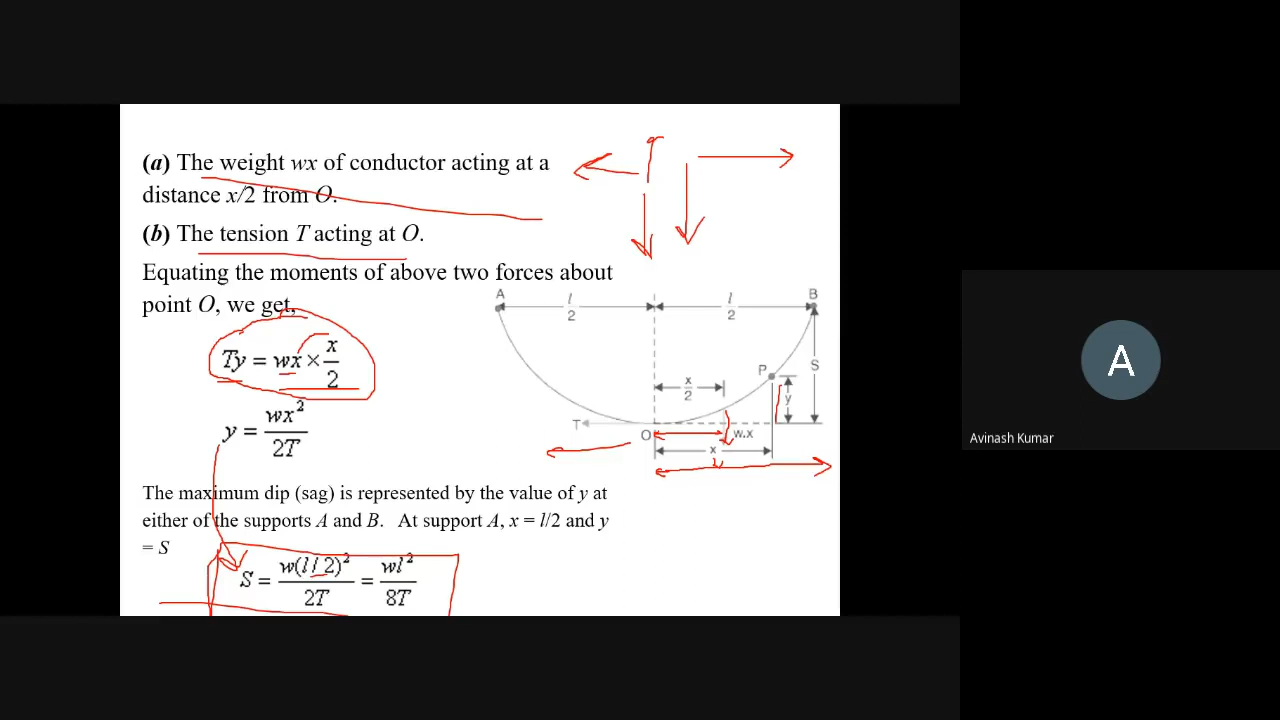 (a) The weight wx of conductor acting at a
distance x/2 from O.
(b) The tension T acting at O.
Equating the moments of above two forces about
point O, we get,
Ty = wx × x/2
y = wx²/2T
The maximum dip (sag) is represented by the value of y at
either of the supports A and B. At support A, x = l/2 and y
= S
S = w(l/2)²/2T = wl²/8T
A
l/2
l/2
B
P
S
x/2
y
T
O
w.x
x
A
Avinash Kumar